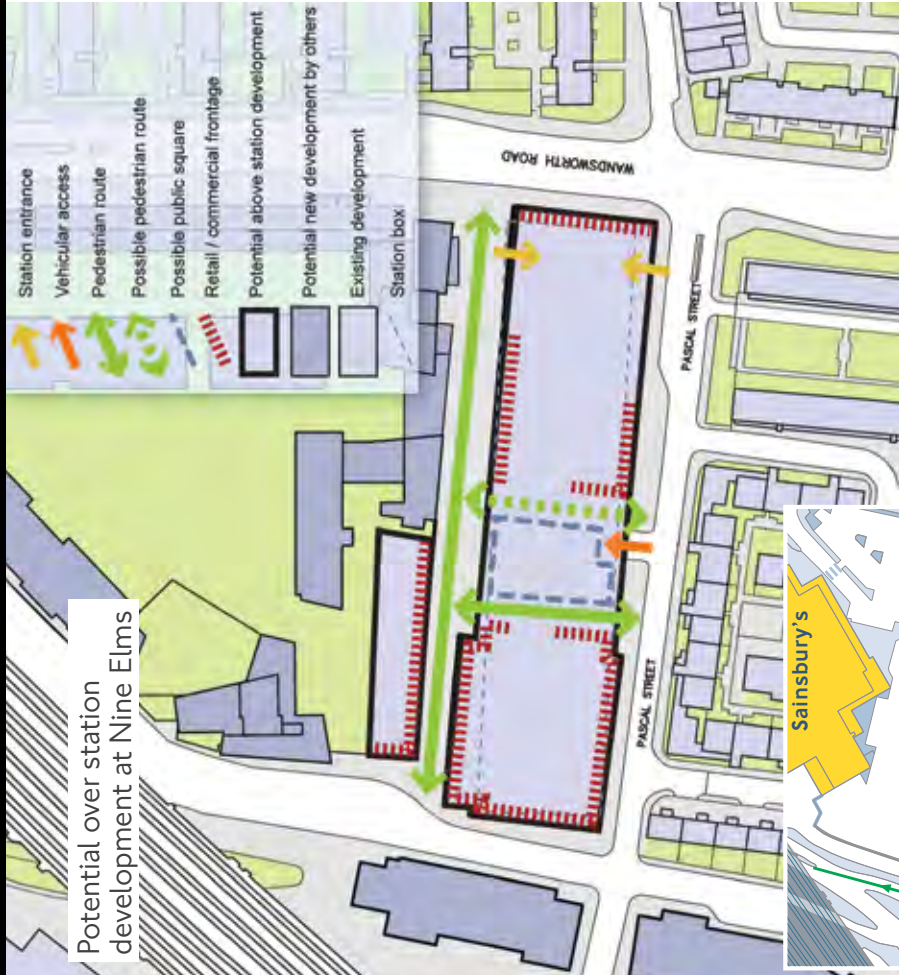 Potential over station
development at Nine Elms
Station entrance
Vehicular access
Pedestrian route
Possible pedestrian route
Possible public square
Retail / commercial frontage
Potential above station development
Potential new development by others
Existing development
Station box
WANDSWORTH ROAD
PASCAL STREET
PASCAL STREET
Sainsbury's